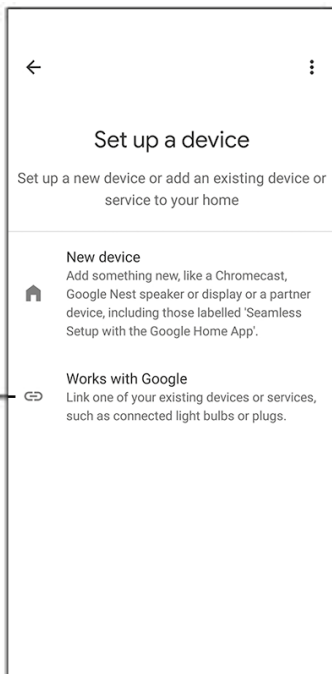 Set up a device
Set up a new device or add an existing device or
service to your home
New device
Add something new, like a Chromecast,
Google Nest speaker or display or a partner
device, including those labelled 'Seamless
Setup with the Google Home App'.
Works with Google
Link one of your existing devices or services,
such as connected light bulbs or plugs.